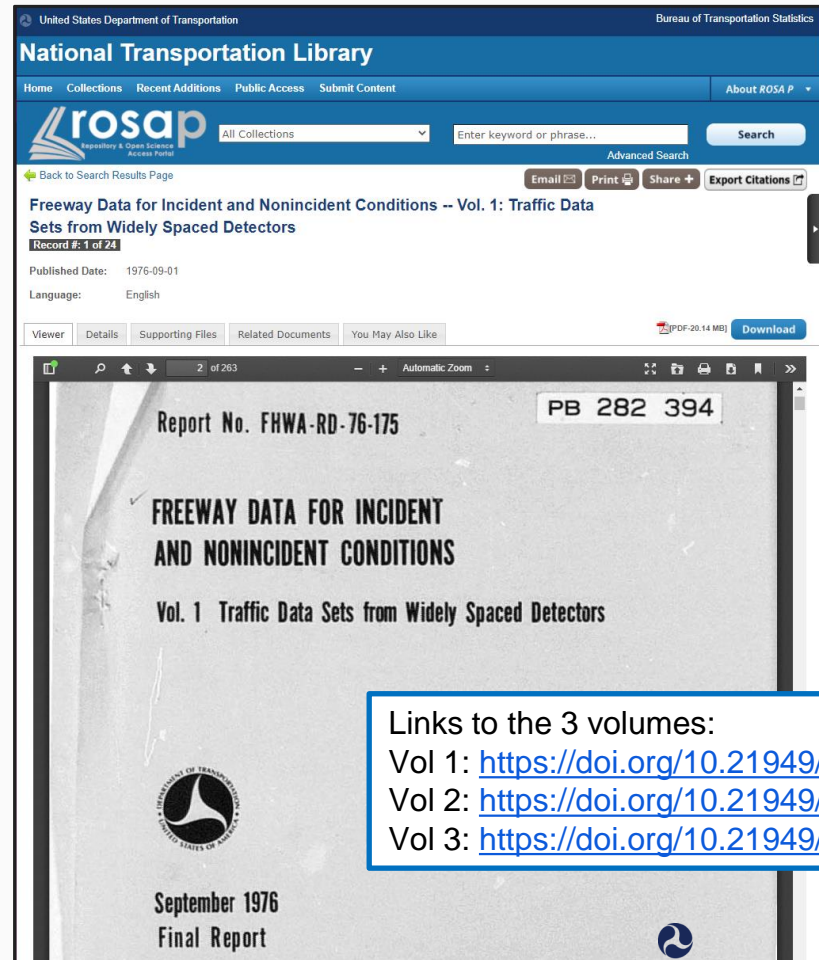 United States Department of Transportation
Bureau of Transportation Statistics
National Transportation Library
Home Collections Recent Additions Public Access Submit Content About ROSA P
rosap
Repository & Open Science
Access Portal
All Collections
Enter keyword or phrase...
Search
Advanced Search
Back to Search Results Page
Email Print Share + Export Citations
Freeway Data for Incident and Nonincident Conditions -- Vol. 1: Traffic Data
Sets from Widely Spaced Detectors
Record #: 1 of 24
Published Date: 1976-09-01
Language: English
Viewer Details Supporting Files Related Documents You May Also Like
[PDF-20.14 MB] Download
2 of 263 − + Automatic Zoom
Report No. FHWA-RD-76-175
PB 282 394
FREEWAY DATA FOR INCIDENT
AND NONINCIDENT CONDITIONS
Vol. 1 Traffic Data Sets from Widely Spaced Detectors
Links to the 3 volumes:
Vol 1: https://doi.org/10.21949/
Vol 2: https://doi.org/10.21949/
Vol 3: https://doi.org/10.21949/
DEPARTMENT OF TRANSPORTATION
UNITED STATES OF AMERICA
September 1976
Final Report